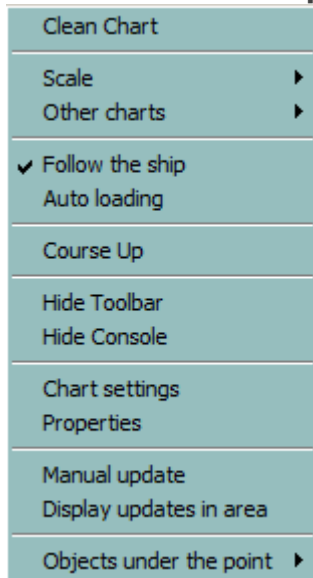 Clean Chart
Scale
Other charts
Follow the ship
Auto loading
Course Up
Hide Toolbar
Hide Console
Chart settings
Properties
Manual update
Display updates in area
Objects under the point